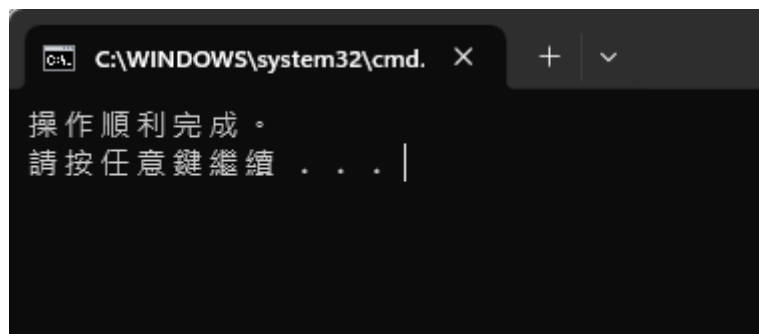 C:\WINDOWS\system32\cmd.
操作順利完成。
請按任意鍵繼續 . . .